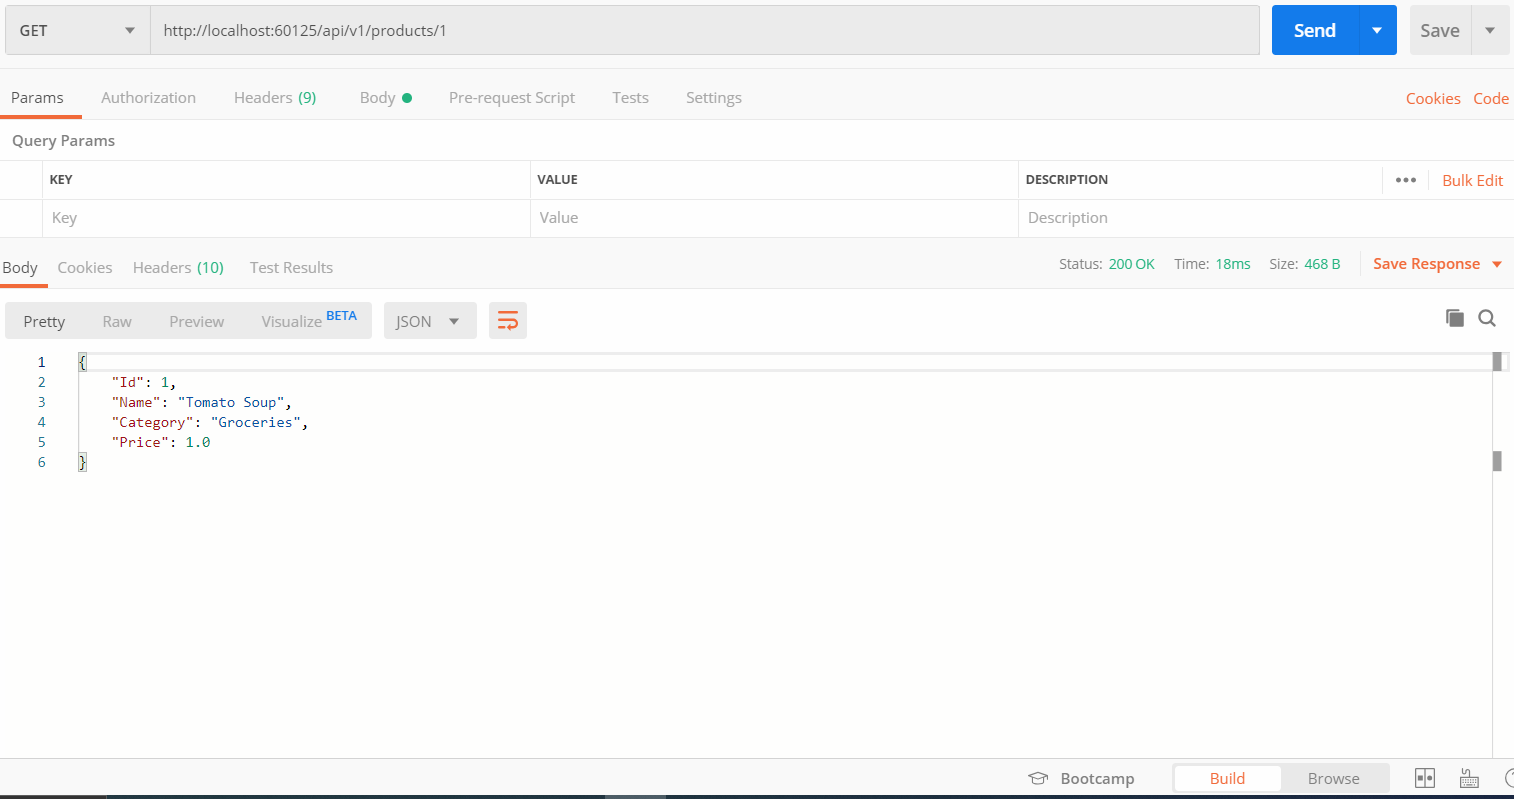 GET http://localhost:60125/api/v1/products/1 Send Save
Params Authorization Headers (9) Body Pre-request Script Tests Settings Cookies Code
Query Params
KEY VALUE DESCRIPTION Bulk Edit
Key Value Description
Body Cookies Headers (10) Test Results Status: 200 OK Time: 18ms Size: 468 B Save Response
Pretty Raw Preview Visualize BETA JSON
1 {
2 "Id": 1,
3 "Name": "Tomato Soup",
4 "Category": "Groceries",
5 "Price": 1.0
6 }
Bootcamp Build Browse